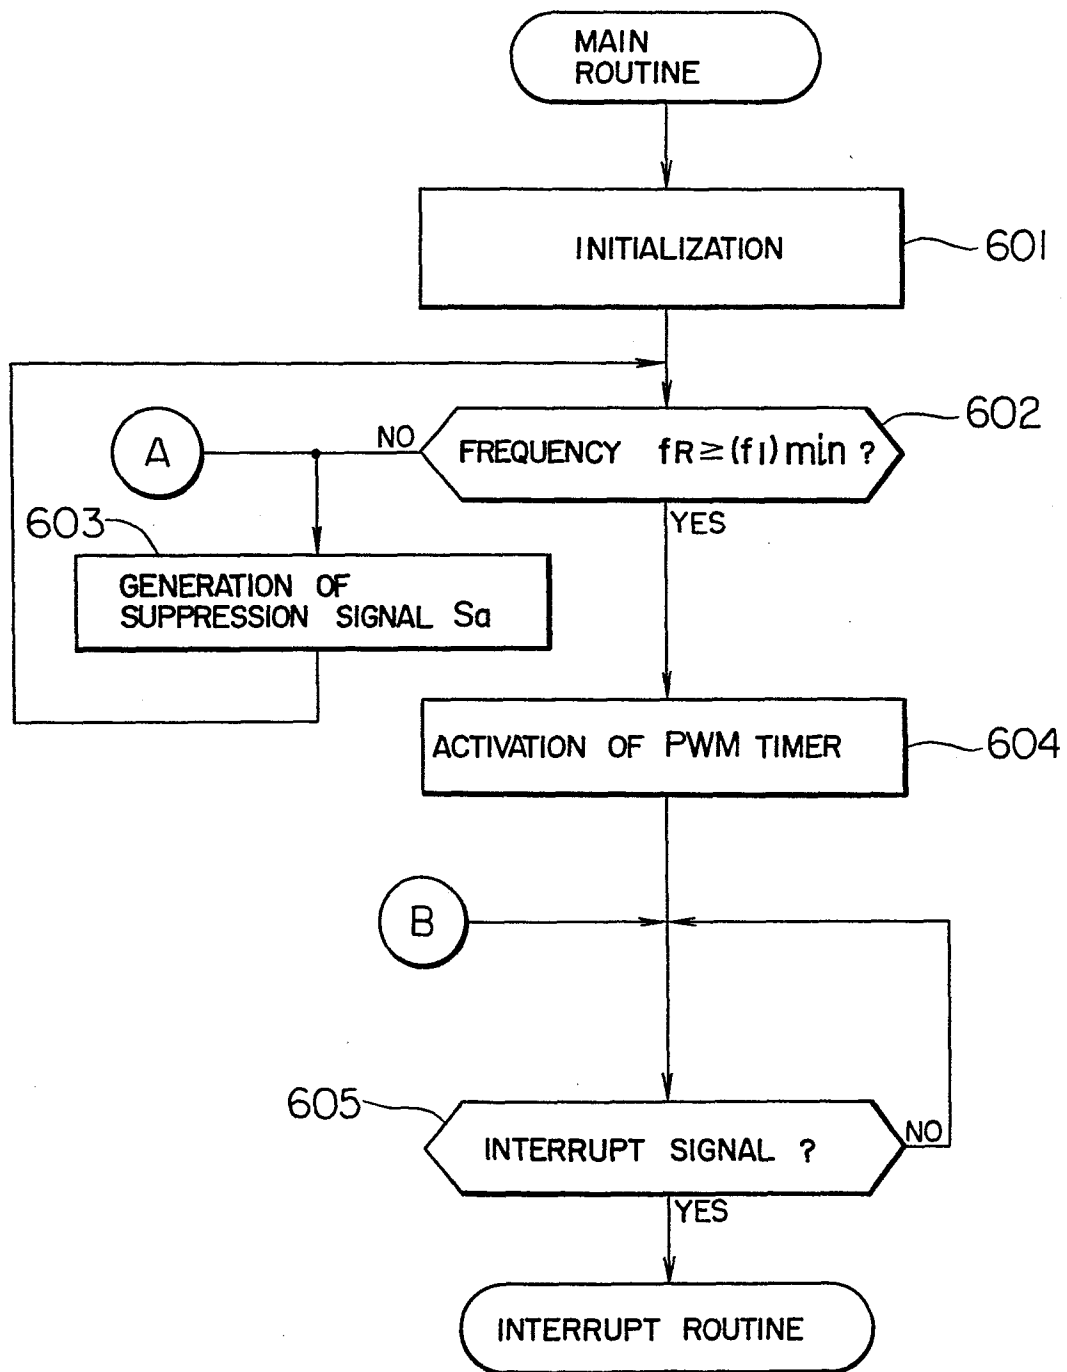 MAIN
ROUTINE
INITIALIZATION
601
FREQUENCY fR ≥ (fI) min ?
602
NO
A
YES
603
GENERATION OF
SUPPRESSION SIGNAL Sa
ACTIVATION OF PWM TIMER
604
B
605
INTERRUPT SIGNAL ?
NO
YES
INTERRUPT ROUTINE